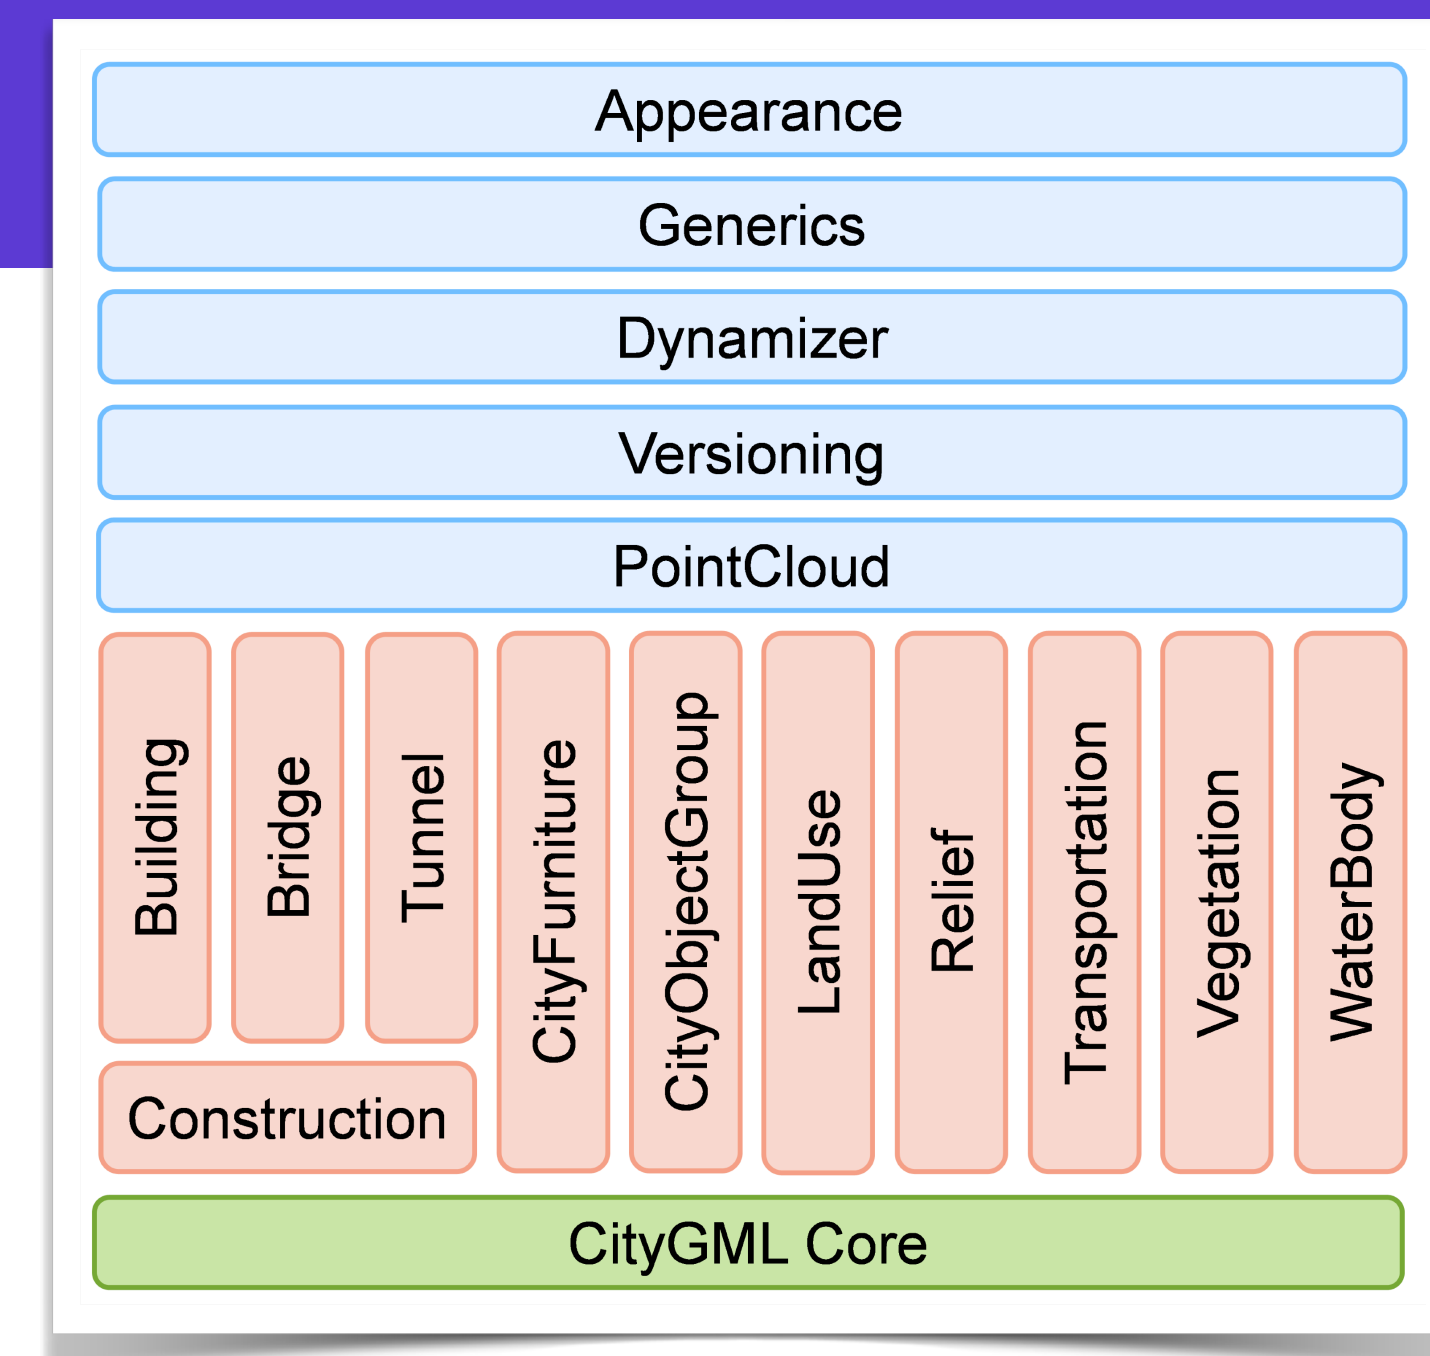 Appearance
Generics
Dynamizer
Versioning
PointCloud
Building
Bridge
Tunnel
CityFurniture
CityObjectGroup
LandUse
Relief
Transportation
Vegetation
WaterBody
Construction
CityGML Core